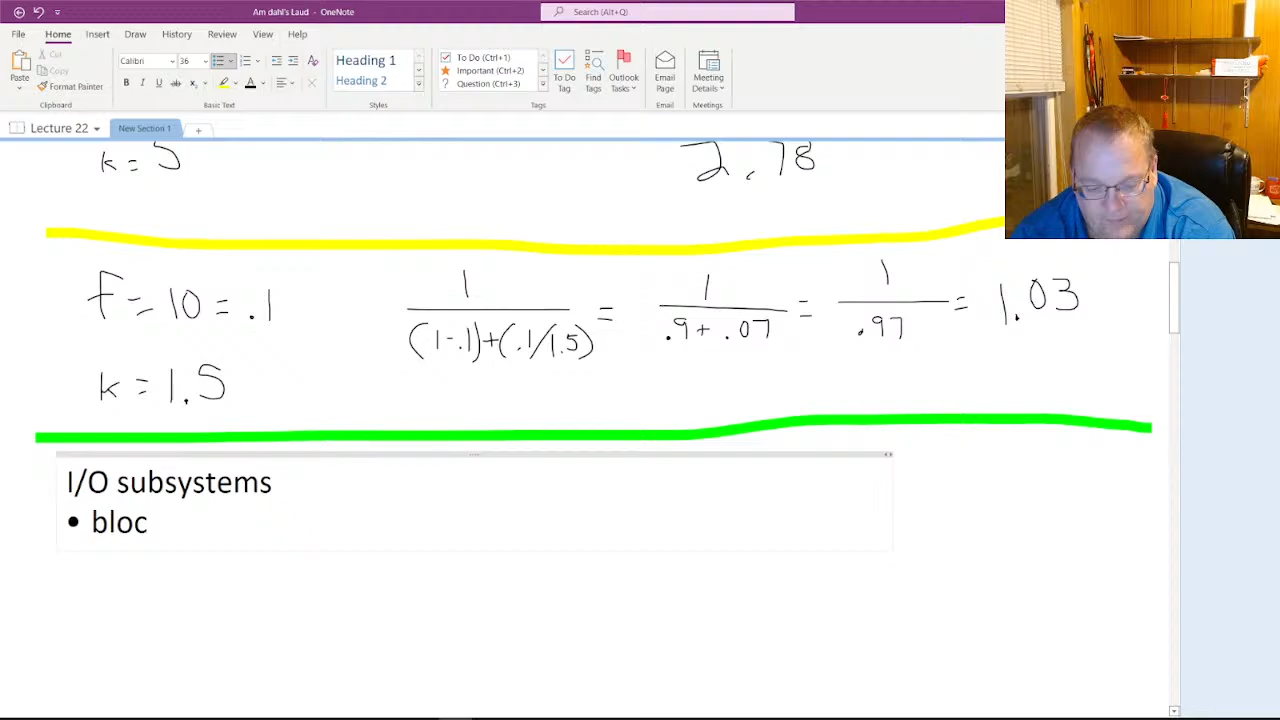 Am dahl's Laud - OneNote
Search (Alt+Q)
File Home Insert Draw History Review View Help
Paste
Cut
Copy
Format Painter
Clipboard
Calibri 36
B I U ab A
Basic Text
Heading 1
Heading 2
Styles
To Do (Ctrl+1)
Important (Ctrl+2)
Question (Ctrl+3)
To Do Tag
Find Tags
Outlook Tasks
Tags
Email Page
Email
Meeting Details
Meetings
Lecture 22
New Section 1
k = 5 2.78
f = 10 = .1
1/((1-.1)+(.1/1.5)) = 1/(.9+.07) = 1/.97 = 1.03
k = 1.5
I/O subsystems
• bloc